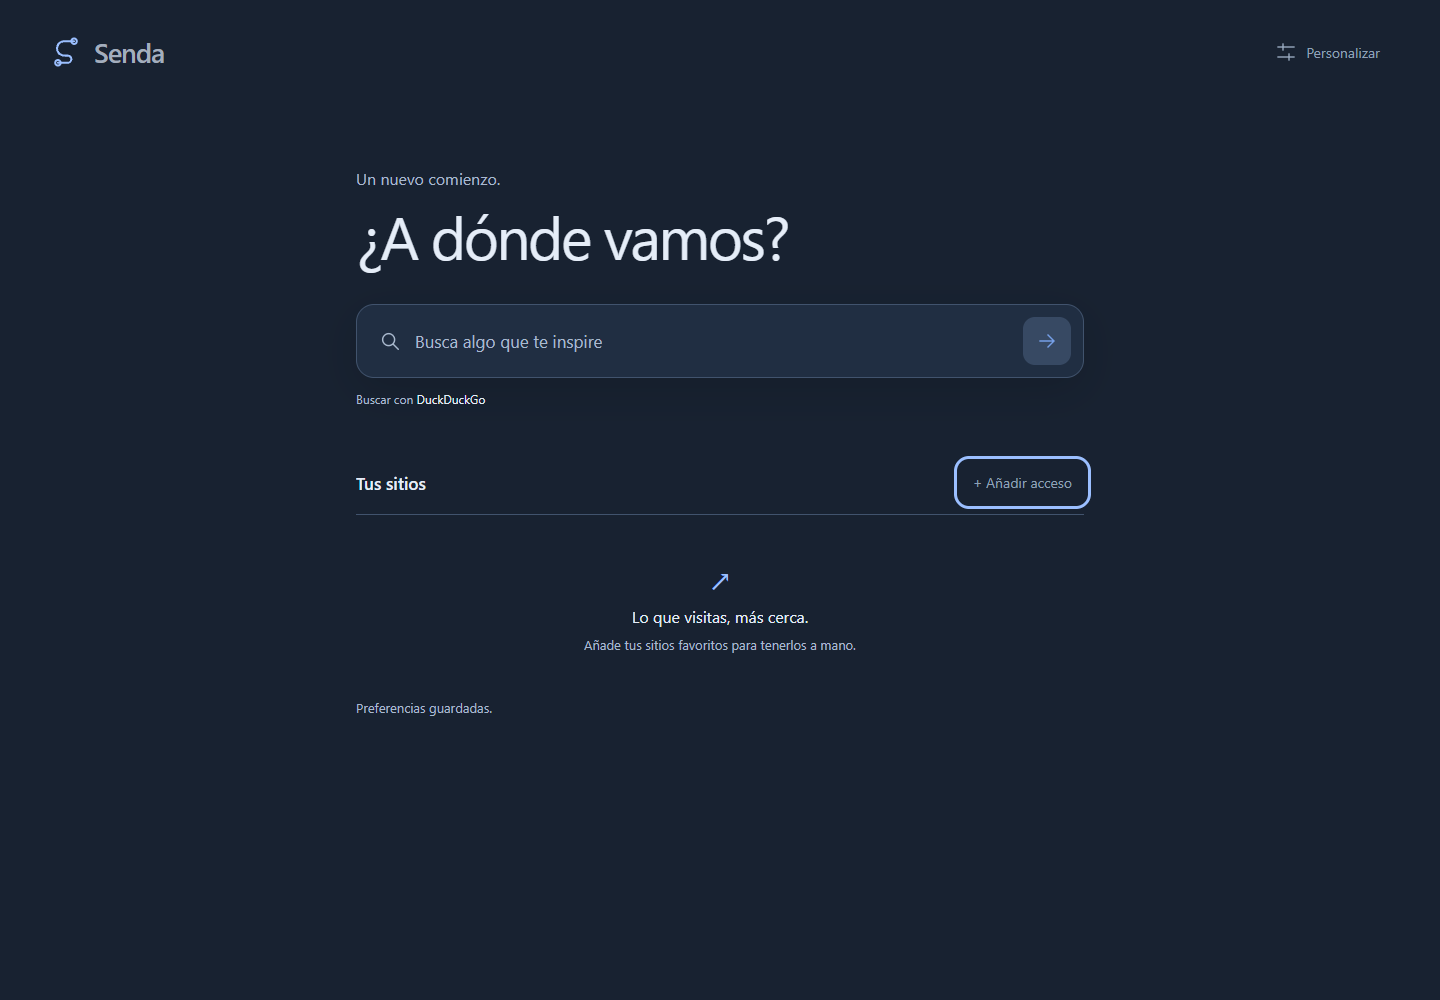 Senda
Personalizar
Un nuevo comienzo.
¿A dónde vamos?
Busca algo que te inspire
Buscar con DuckDuckGo
Tus sitios
+ Añadir acceso
Lo que visitas, más cerca.
Añade tus sitios favoritos para tenerlos a mano.
Preferencias guardadas.